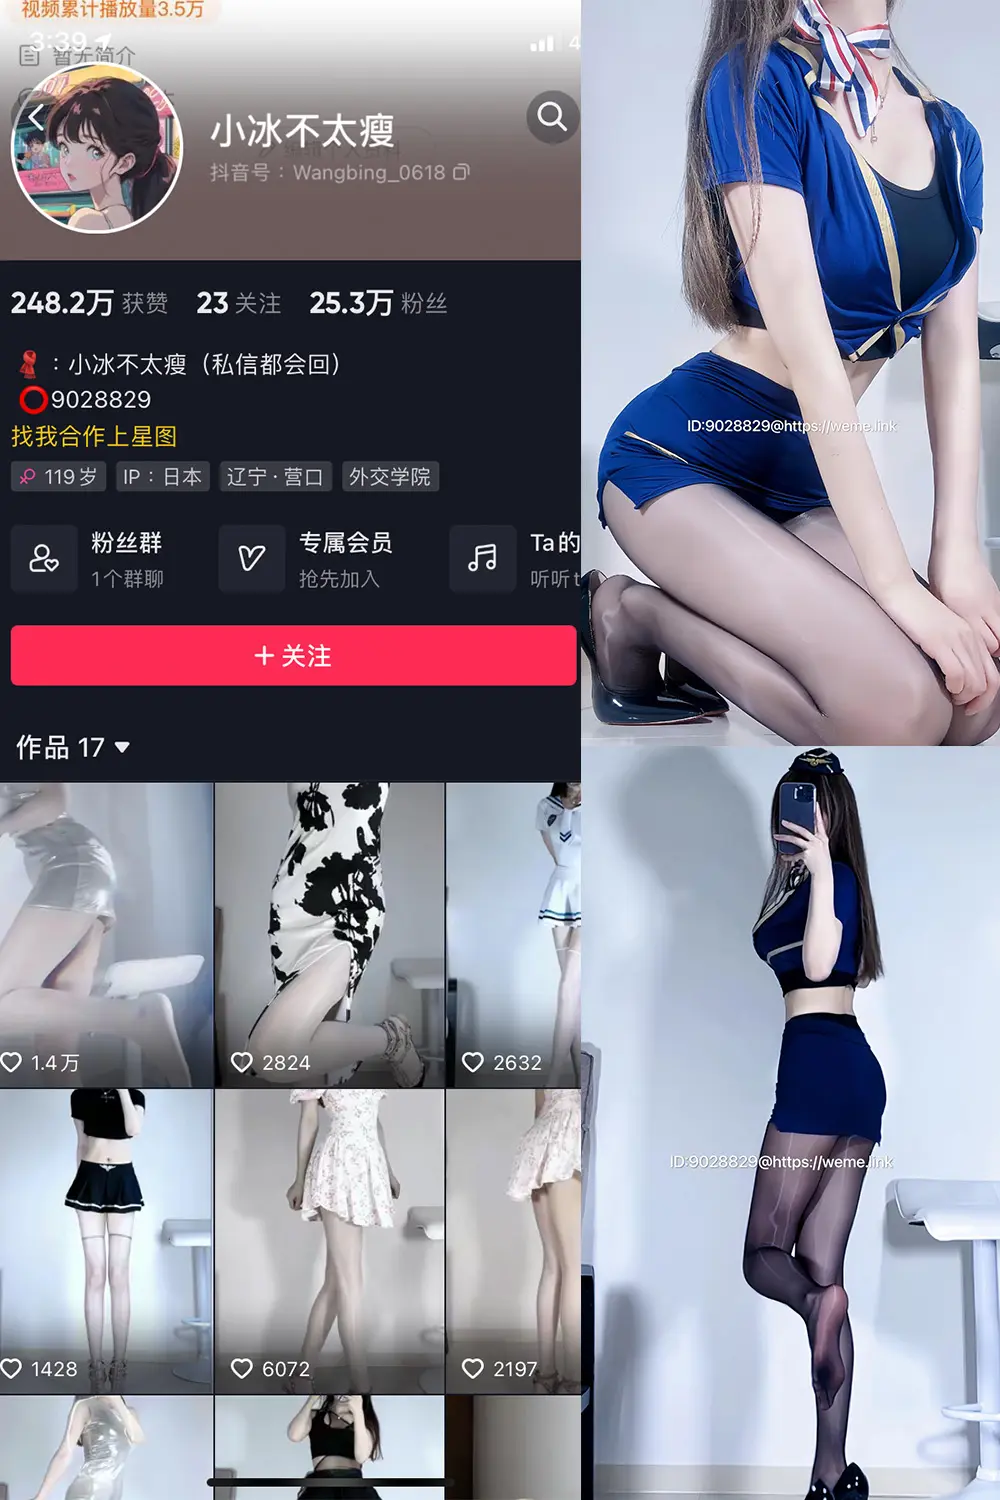 视频累计播放量3.5万
3:39
4
暂无简介
小冰不太瘦
抖音号：Wangbing_0618
248.2万 获赞 23 关注 25.3万 粉丝
：小冰不太瘦（私信都会回）
9028829
找我合作上星图
119岁 IP：日本 辽宁·营口 外交学院
粉丝群 专属会员 Ta的
1个群聊 抢先加入 听听t
+ 关注
作品 17
1.4万 2824 2632
1428 6072 2197
ID:9028829@https://weme.link
ID:9028829@https://weme.link